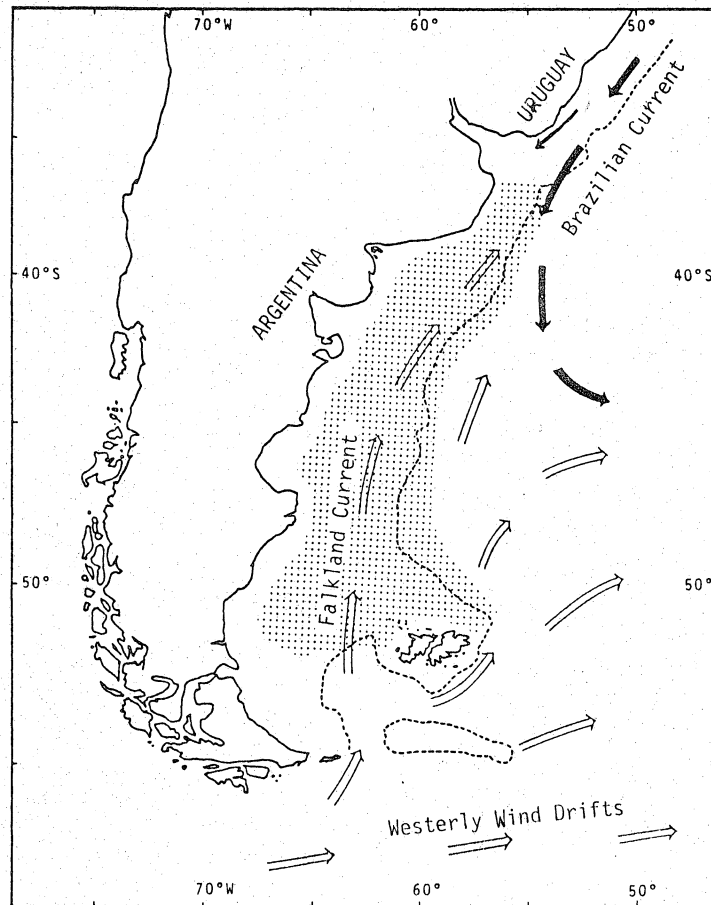 70°W 60° 50°
URUGUAY
Brazilian Current
40°S 40°S
ARGENTINA
Falkland Current
50° 50°
Westerly Wind Drifts
70°W 60° 50°